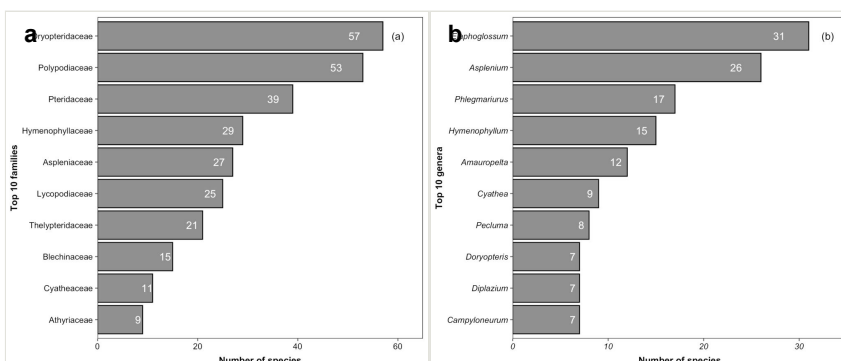 a
57
(a)
Polypodiaceae
53
Pteridaceae
39
Hymenophyllaceae
29
Aspleniaceae
27
Lycopodiaceae
25
Thelypteridaceae
21
Blechinaceae
15
Cyatheaceae
11
Athyriaceae
9
Top 10 families
0
20
40
60
Number of species
b
31
(b)
Asplenium
26
Phlegmariurus
17
Hymenophyllum
15
Amauropelta
12
Cyathea
9
Pecluma
8
Doryopteris
7
Diplazium
7
Campyloneurum
7
Top 10 genera
0
10
20
30
Number of species